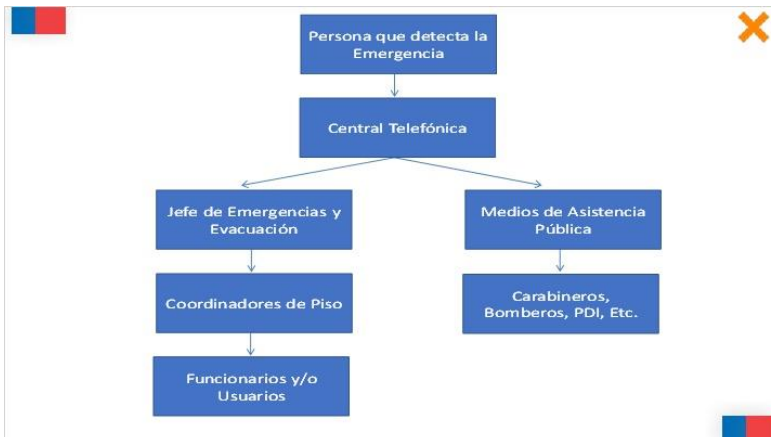 Persona que detecta la
Emergencia
Central Telefónica
Jefe de Emergencias y
Evacuación
Medios de Asistencia
Pública
Coordinadores de Piso
Carabineros,
Bomberos, PDI, Etc.
Funcionarios y/o
Usuarios